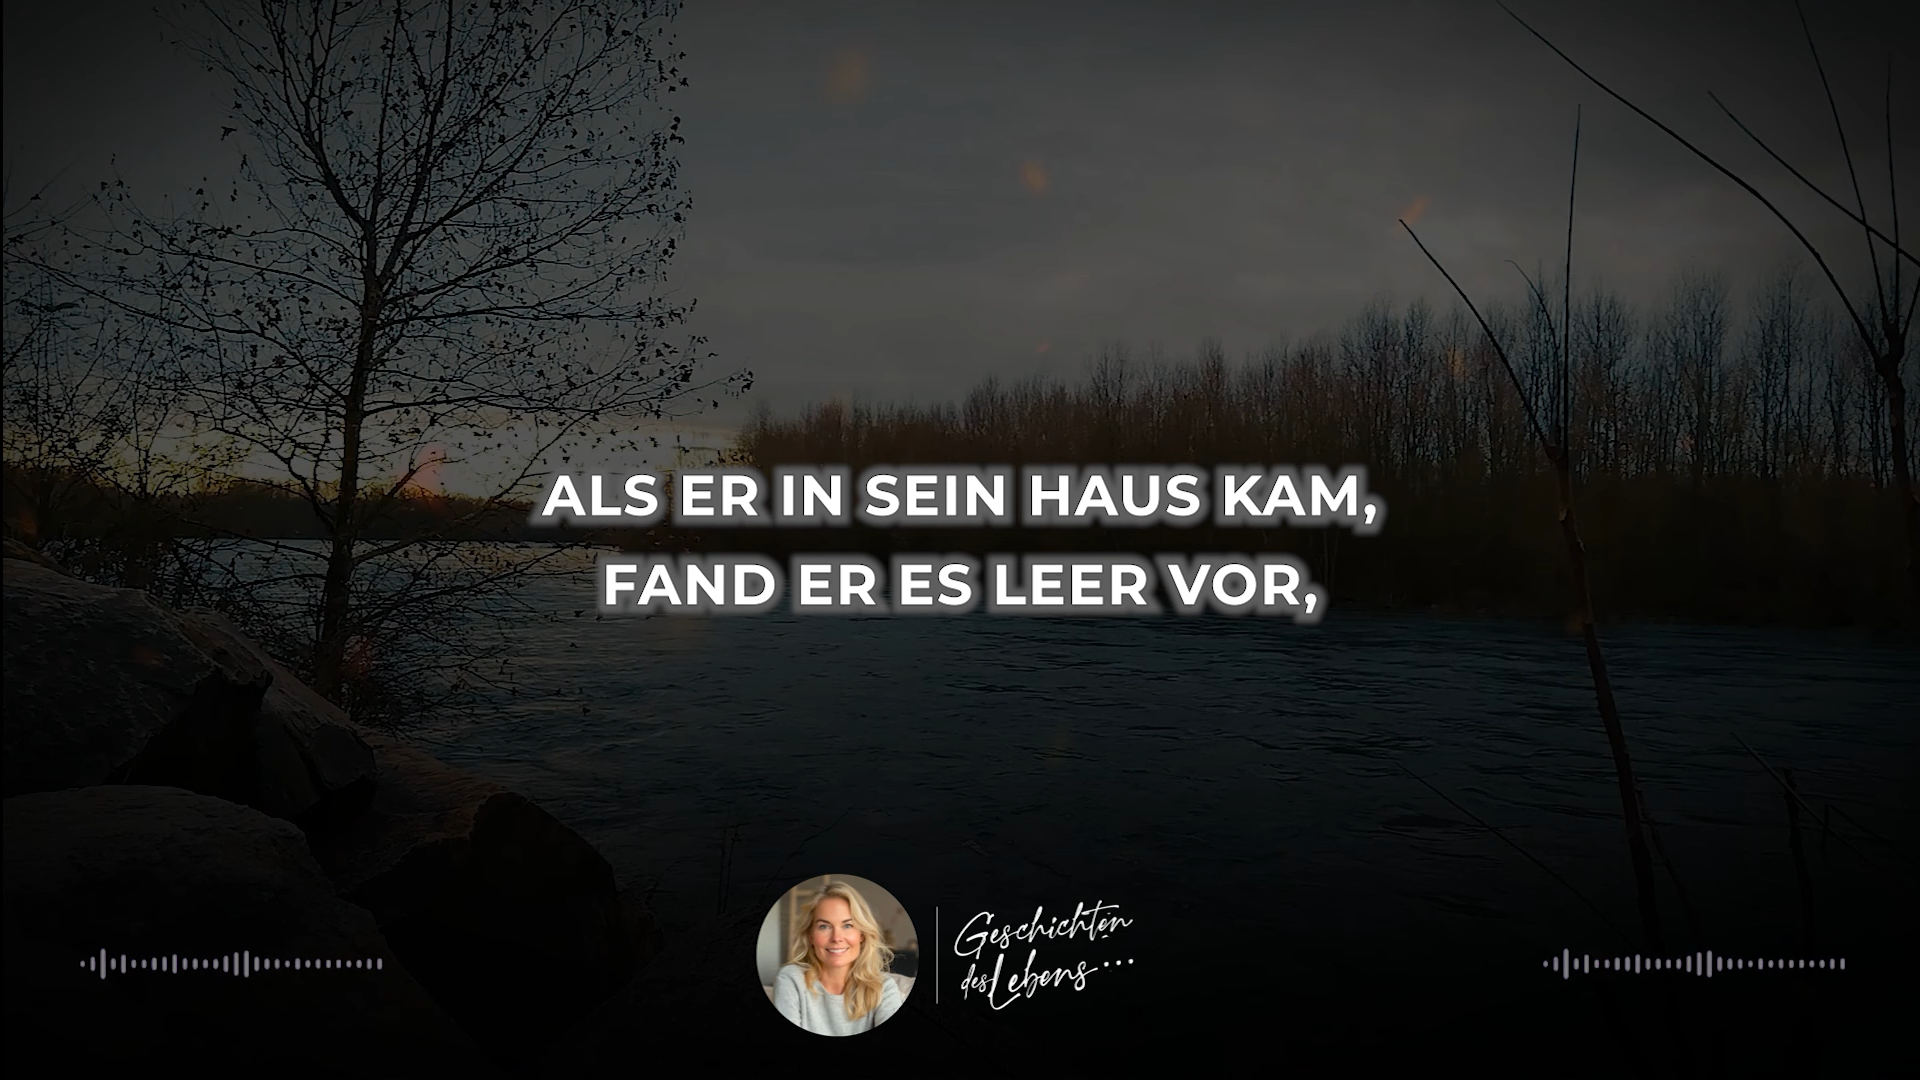 ALS ER IN SEIN HAUS KAM,
FAND ER ES LEER VOR,
Geschichten
des Lebens...